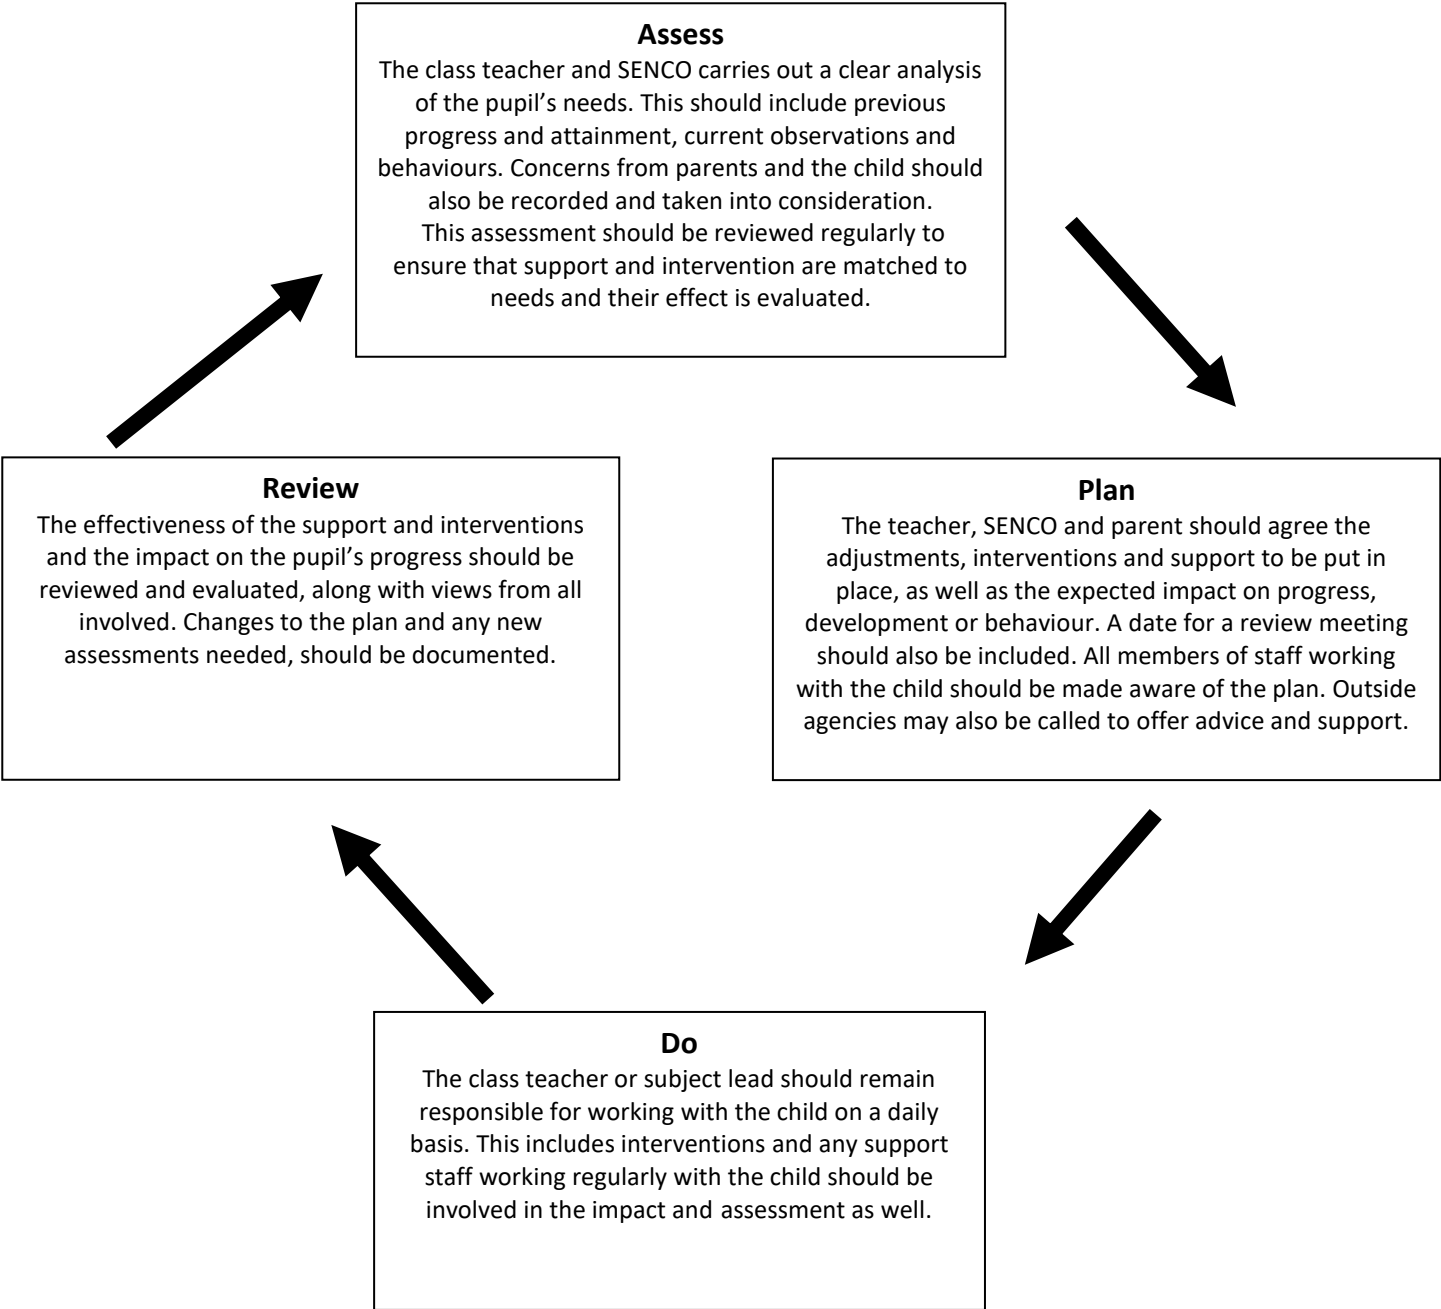 Assess
The class teacher and SENCO carries out a clear analysis
of the pupil’s needs. This should include previous
progress and attainment, current observations and
behaviours. Concerns from parents and the child should
also be recorded and taken into consideration.
This assessment should be reviewed regularly to
ensure that support and intervention are matched to
needs and their effect is evaluated.
Review
The effectiveness of the support and interventions
and the impact on the pupil’s progress should be
reviewed and evaluated, along with views from all
involved. Changes to the plan and any new
assessments needed, should be documented.
Plan
The teacher, SENCO and parent should agree the
adjustments, interventions and support to be put in
place, as well as the expected impact on progress,
development or behaviour. A date for a review meeting
should also be included. All members of staff working
with the child should be made aware of the plan. Outside
agencies may also be called to offer advice and support.
Do
The class teacher or subject lead should remain
responsible for working with the child on a daily
basis. This includes interventions and any support
staff working regularly with the child should be
involved in the impact and assessment as well.